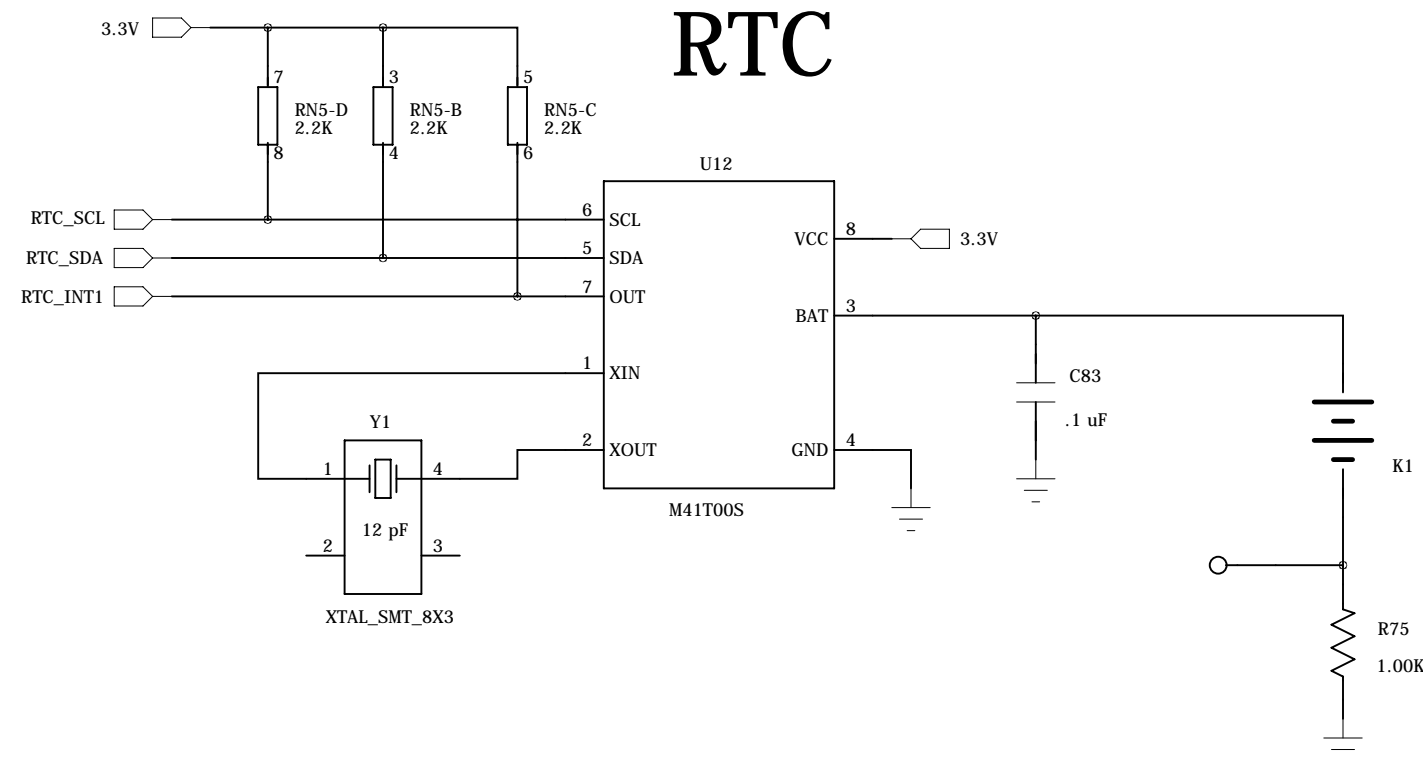 RTC
3.3V
7
3
5
RN5-D
2.2K
RN5-B
2.2K
RN5-C
2.2K
8
4
6
U12
RTC_SCL
6
SCL
RTC_SDA
5
SDA
RTC_INT1
7
OUT
VCC
8
3.3V
BAT
3
1
XIN
2
XOUT
GND
4
M41T00S
C83
.1 uF
K1
Y1
1
4
12 pF
2
3
XTAL_SMT_8X3
R75
1.00K